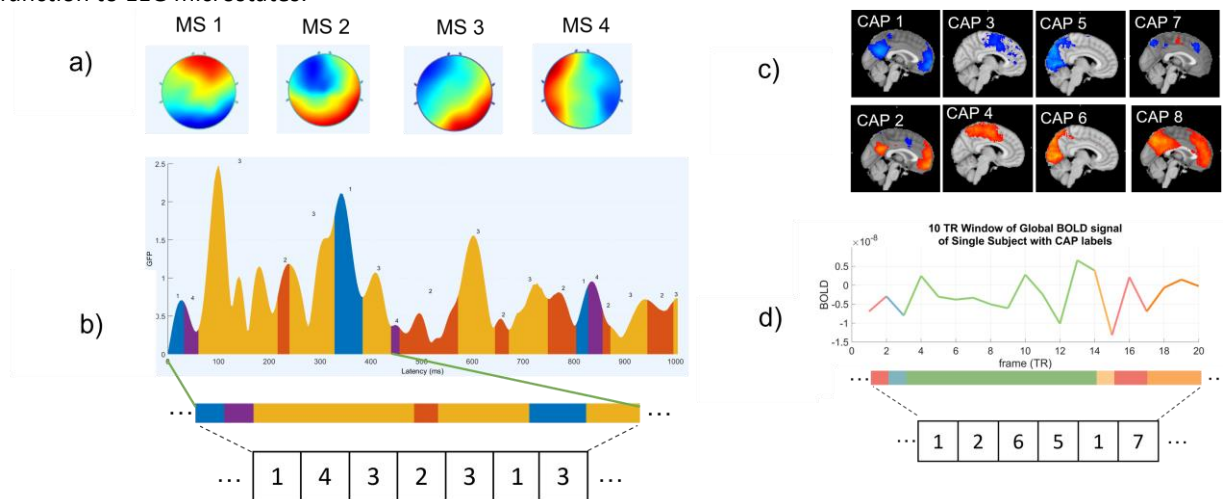 function to EEG microstates.
MS 1 MS 2 MS 3 MS 4
a)
b)
2.5
2
1.5
1
0.5
0
GFP
1 4 3 2 3 1 3 4 2 3 2 3 2 1 4 2 3 2 3
100 200 300 400 500 600 700 800 900 1000
Latency (ms)
... ...
... 1 4 3 2 3 1 3 ...
c)
CAP 1 CAP 3 CAP 5 CAP 7
CAP 2 CAP 4 CAP 6 CAP 8
d)
10 TR Window of Global BOLD signal
of Single Subject with CAP labels
×10-8
BOLD
0.5
0
-0.5
-1
-1.5
0 2 4 6 8 10 12 14 16 18 20
frame (TR)
... ..
... 1 2 6 5 1 7 ...